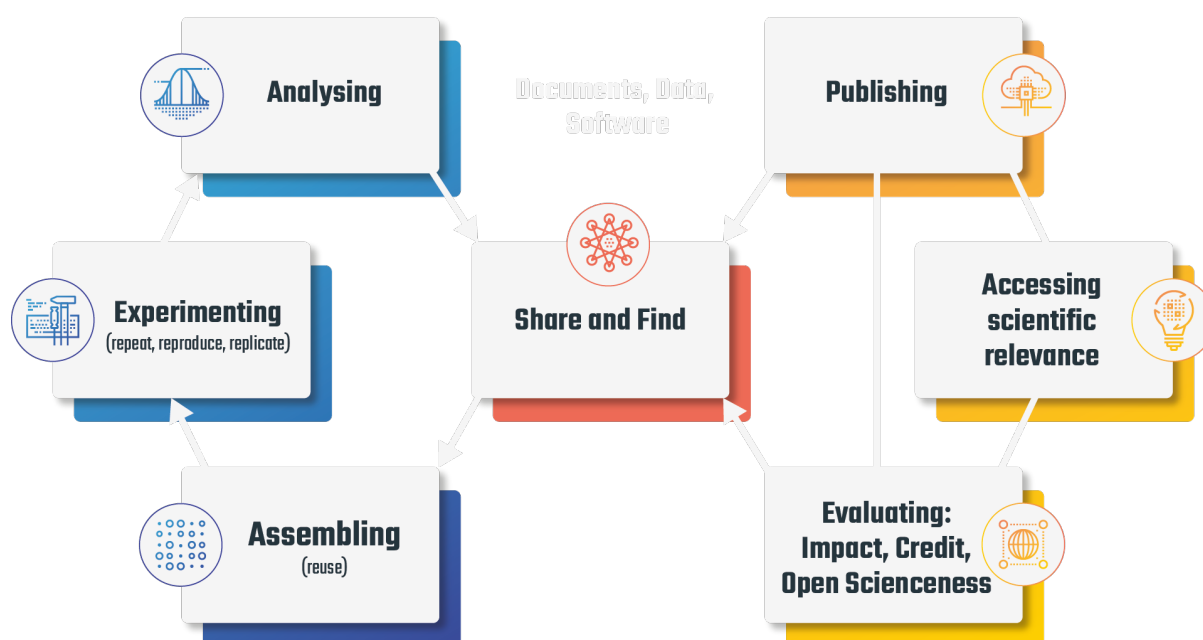 Analysing
Documents, Data,
Software
Publishing
Experimenting
(repeat, reproduce, replicate)
Share and Find
Accessing
scientific
relevance
Assembling
(reuse)
Evaluating:
Impact, Credit,
Open Scienceness